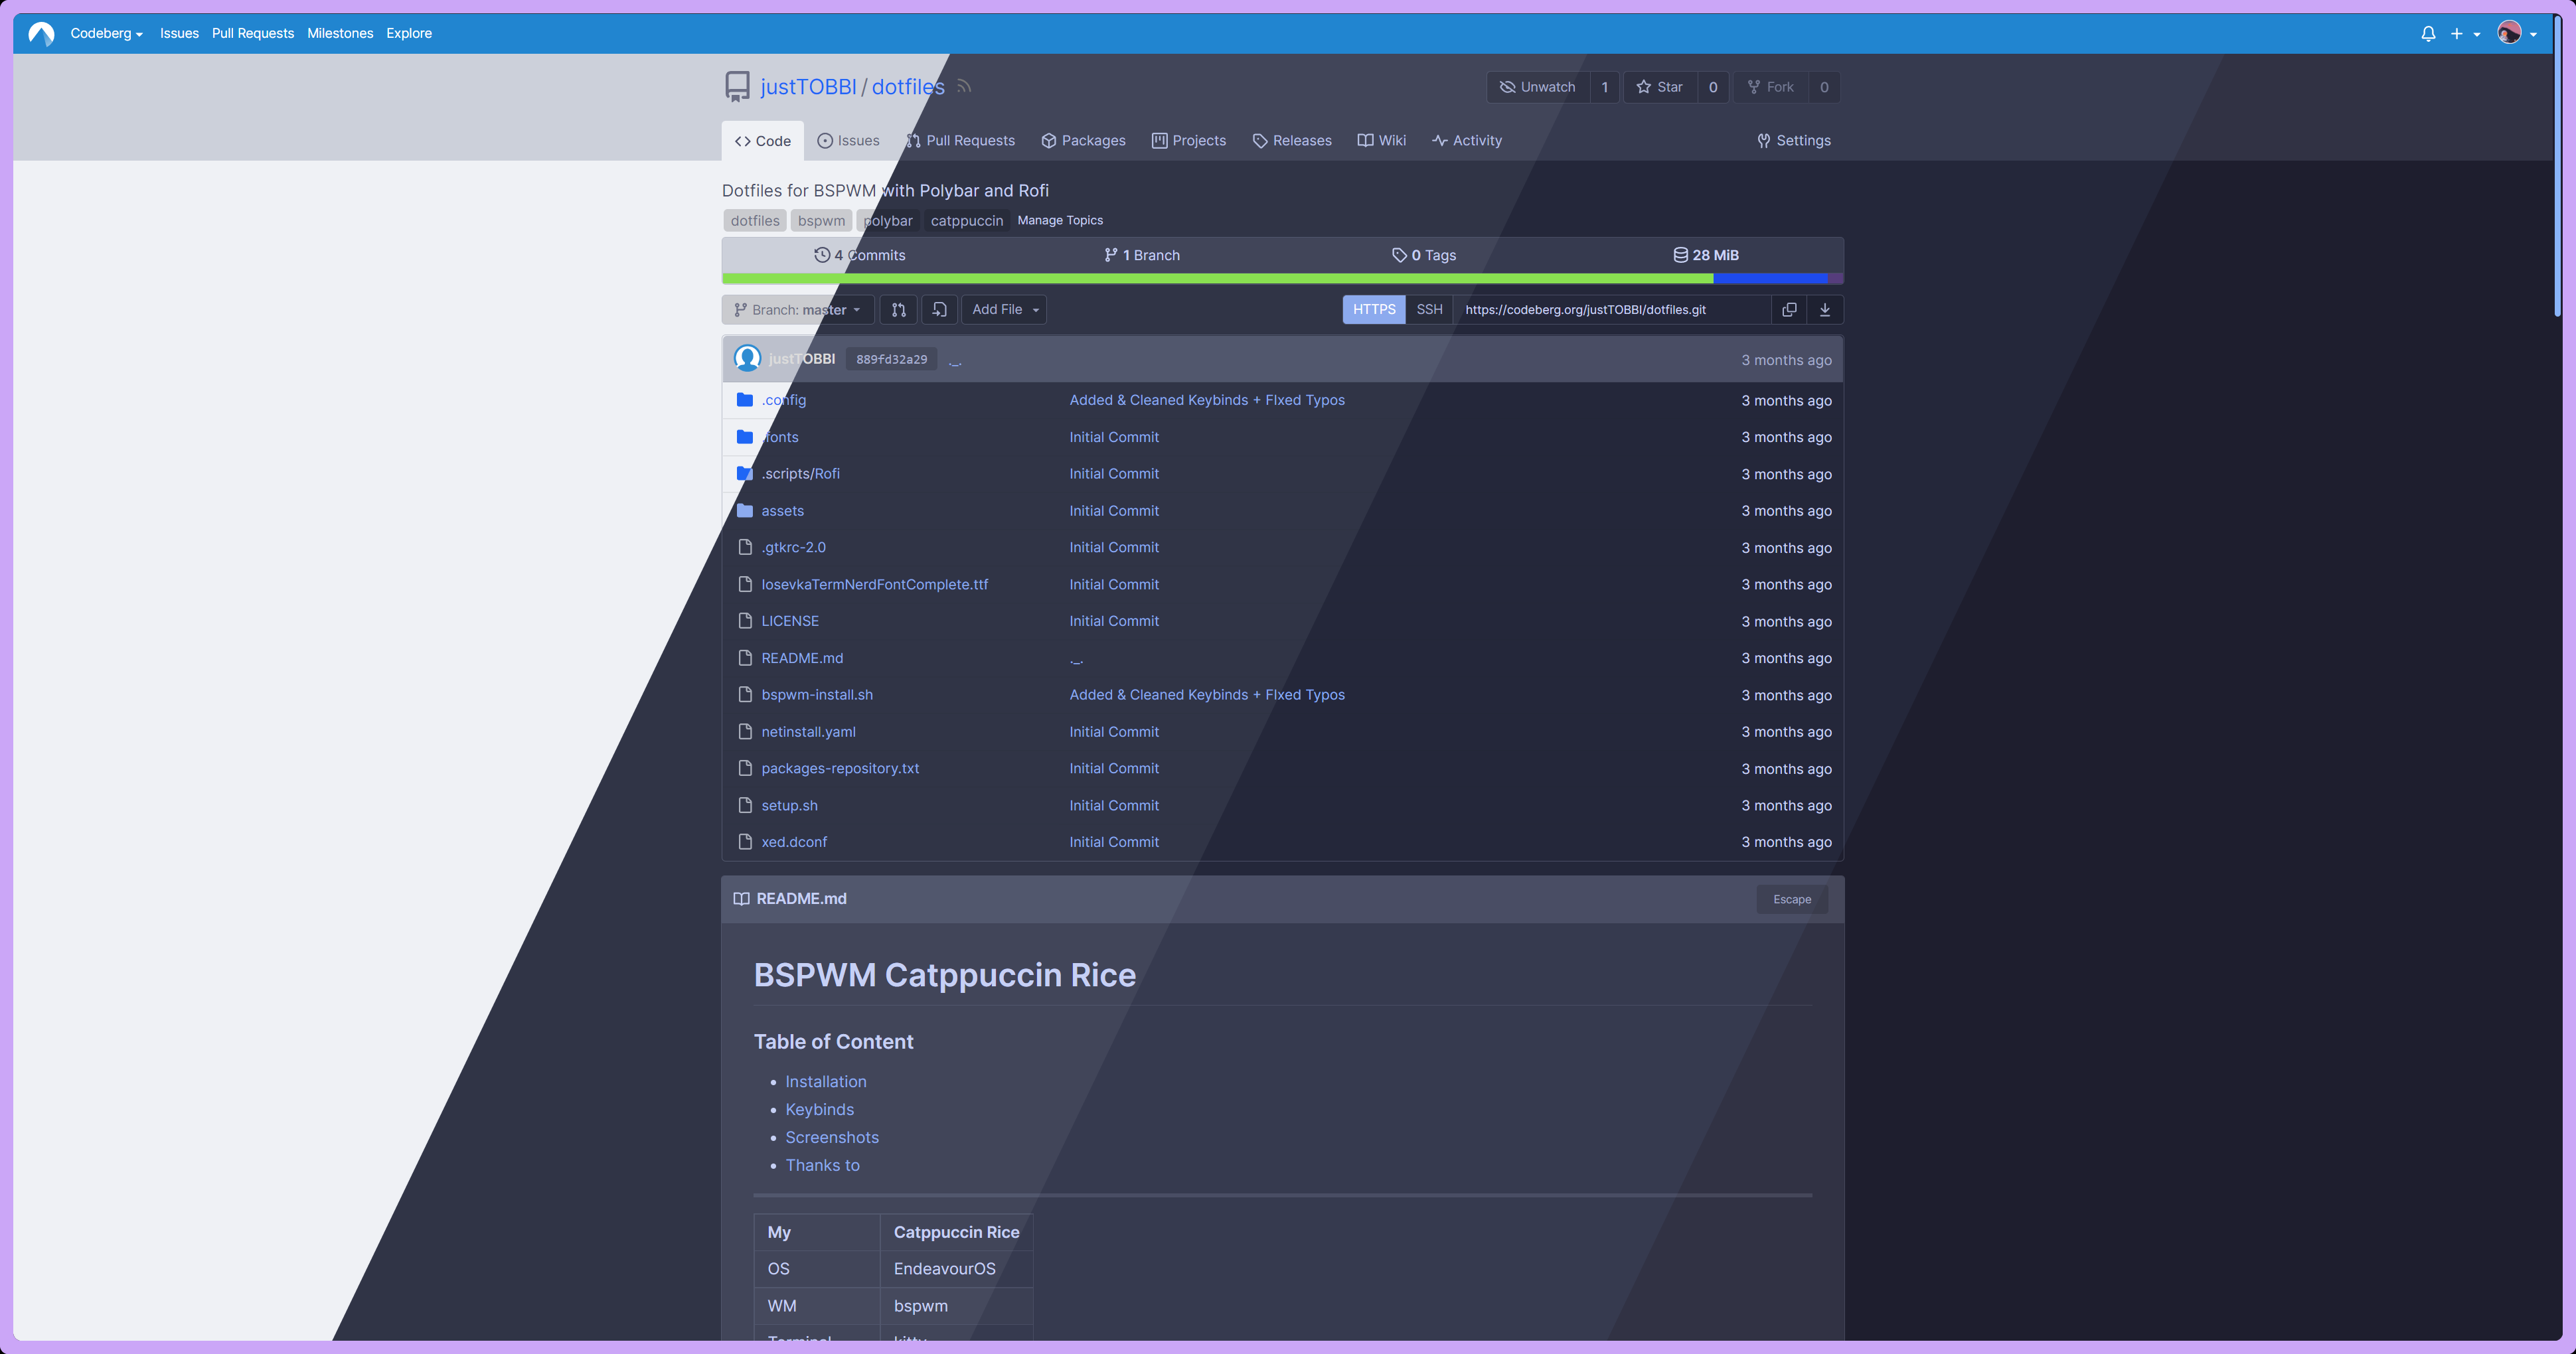 Codeberg Issues Pull Requests Milestones Explore
justTOBBI / dotfiles Unwatch 1 Star 0 Fork 0
Code Issues Pull Requests Packages Projects Releases Wiki Activity Settings
Dotfiles for BSPWM with Polybar and Rofi
dotfiles bspwm polybar catppuccin Manage Topics
4 Commits 1 Branch 0 Tags 28 MiB
Branch: master Add File HTTPS SSH https://codeberg.org/justTOBBI/dotfiles.git
justTOBBI 889fd32a29 ._. 3 months ago
.config Added & Cleaned Keybinds + FIxed Typos 3 months ago
.fonts Initial Commit 3 months ago
.scripts/Rofi Initial Commit 3 months ago
assets Initial Commit 3 months ago
.gtkrc-2.0 Initial Commit 3 months ago
IosevkaTermNerdFontComplete.ttf Initial Commit 3 months ago
LICENSE Initial Commit 3 months ago
README.md ._. 3 months ago
bspwm-install.sh Added & Cleaned Keybinds + FIxed Typos 3 months ago
netinstall.yaml Initial Commit 3 months ago
packages-repository.txt Initial Commit 3 months ago
setup.sh Initial Commit 3 months ago
xed.dconf Initial Commit 3 months ago
README.md Escape
BSPWM Catppuccin Rice
Table of Content
• Installation
• Keybinds
• Screenshots
• Thanks to
My Catppuccin Rice
OS EndeavourOS
WM bspwm
Terminal kitty